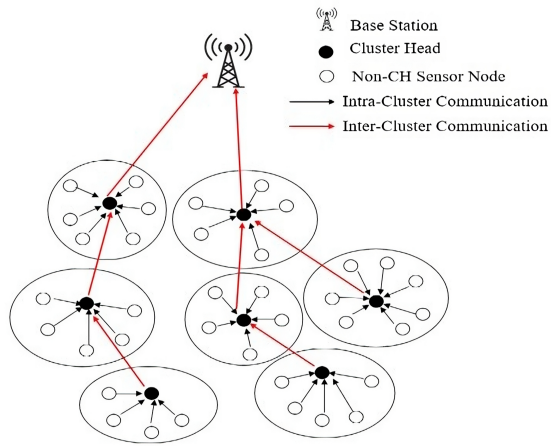 Base Station
Cluster Head
Non-CH Sensor Node
Intra-Cluster Communication
Inter-Cluster Communication